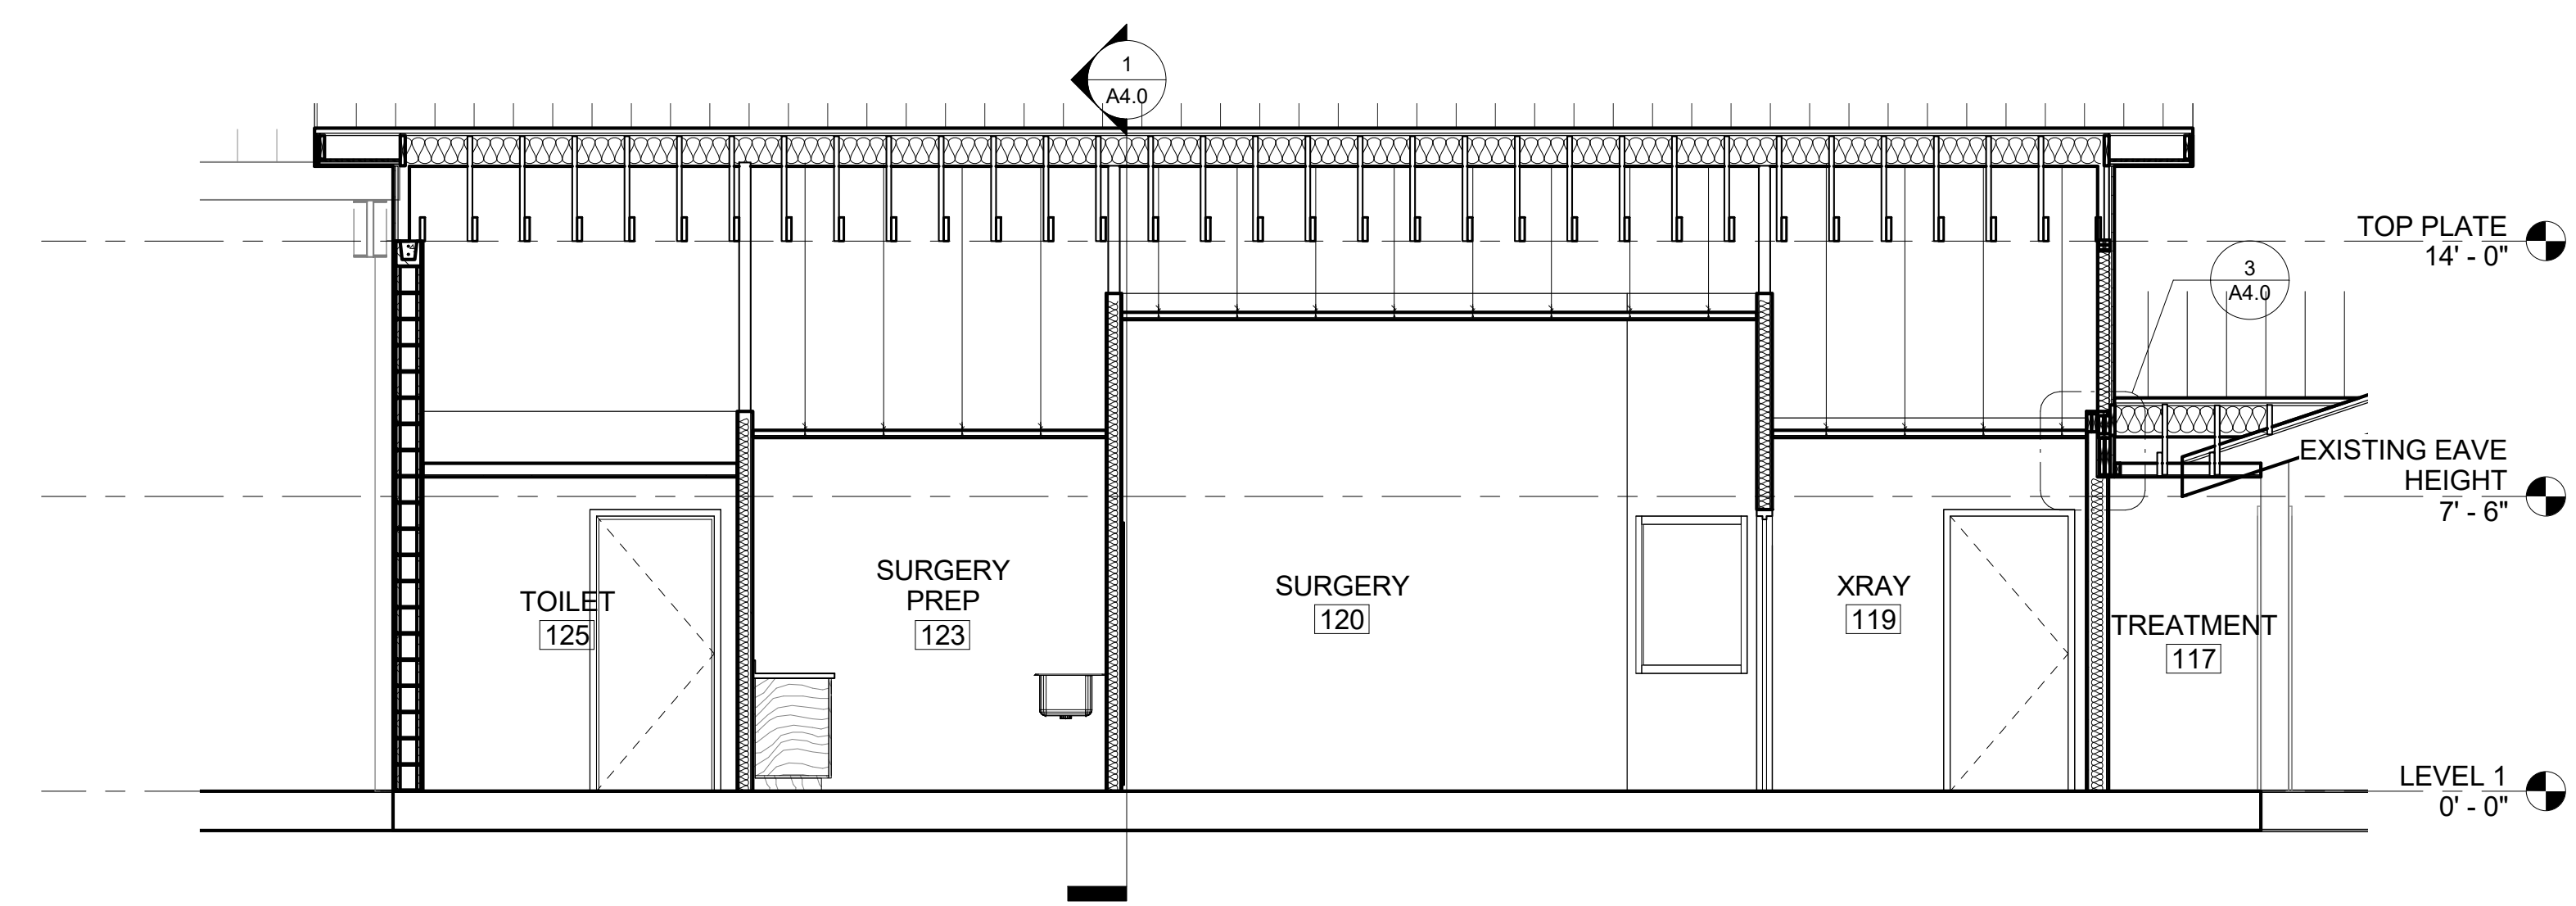 1
A4.0
TOP PLATE
14' - 0"
3
A4.0
EXISTING EAVE
HEIGHT
7' - 6"
SURGERY
PREP
123
TOILET
125
SURGERY
120
XRAY
119
TREATMENT
117
LEVEL 1
0' - 0"